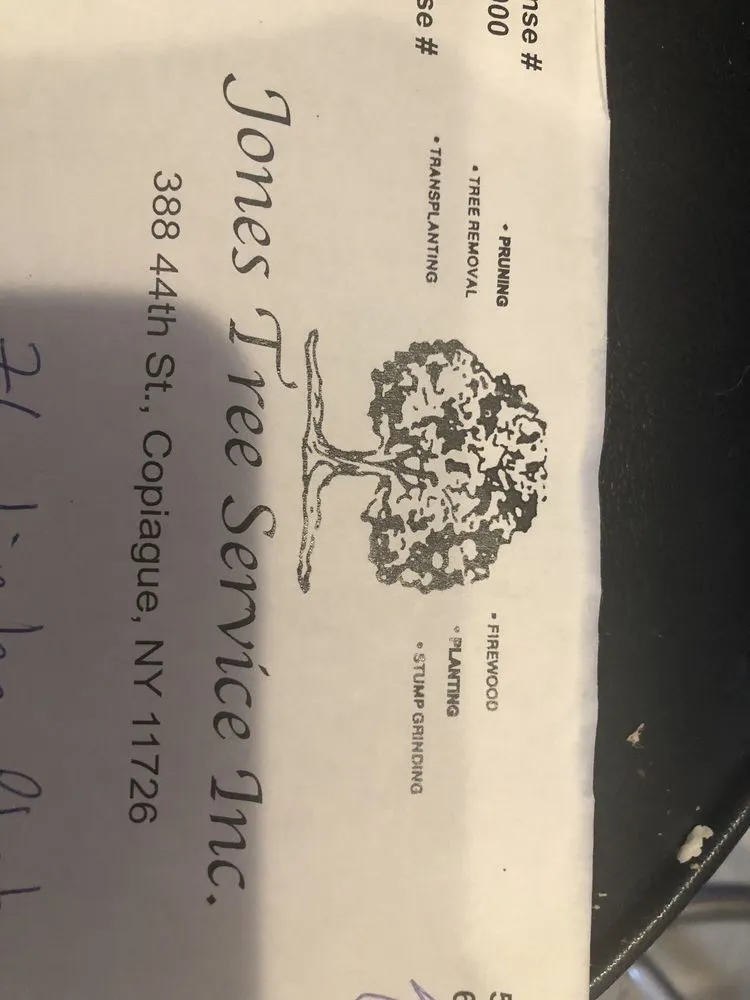 nse #
000
se #
• PRUNING
• TREE REMOVAL
• TRANSPLANTING
• FIREWOOD
• PLANTING
• STUMP GRINDING
Jones Tree Service Inc.
388 44th St., Copiague, NY 11726